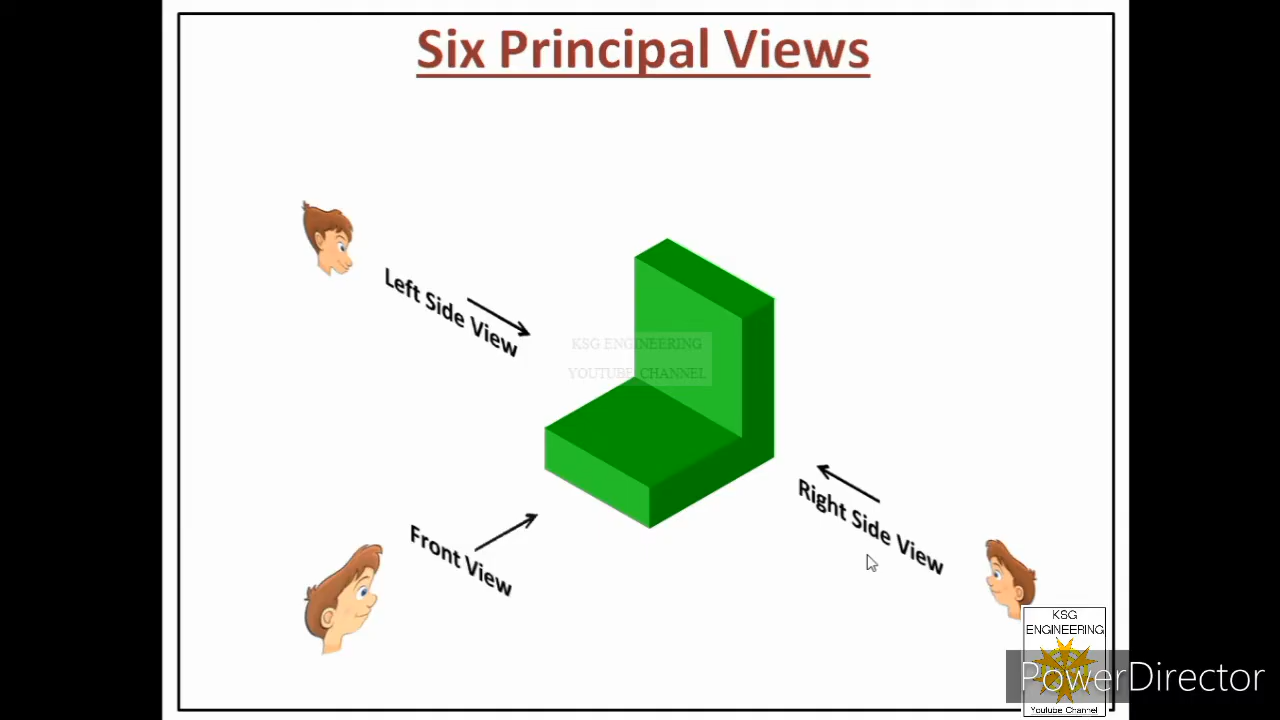 Six Principal Views
Left Side View
KSG ENGINEERING
YOUTUBE CHANNEL
Right Side View
Front View
KSG
ENGINEERING
PowerDirector
Youtube Channel